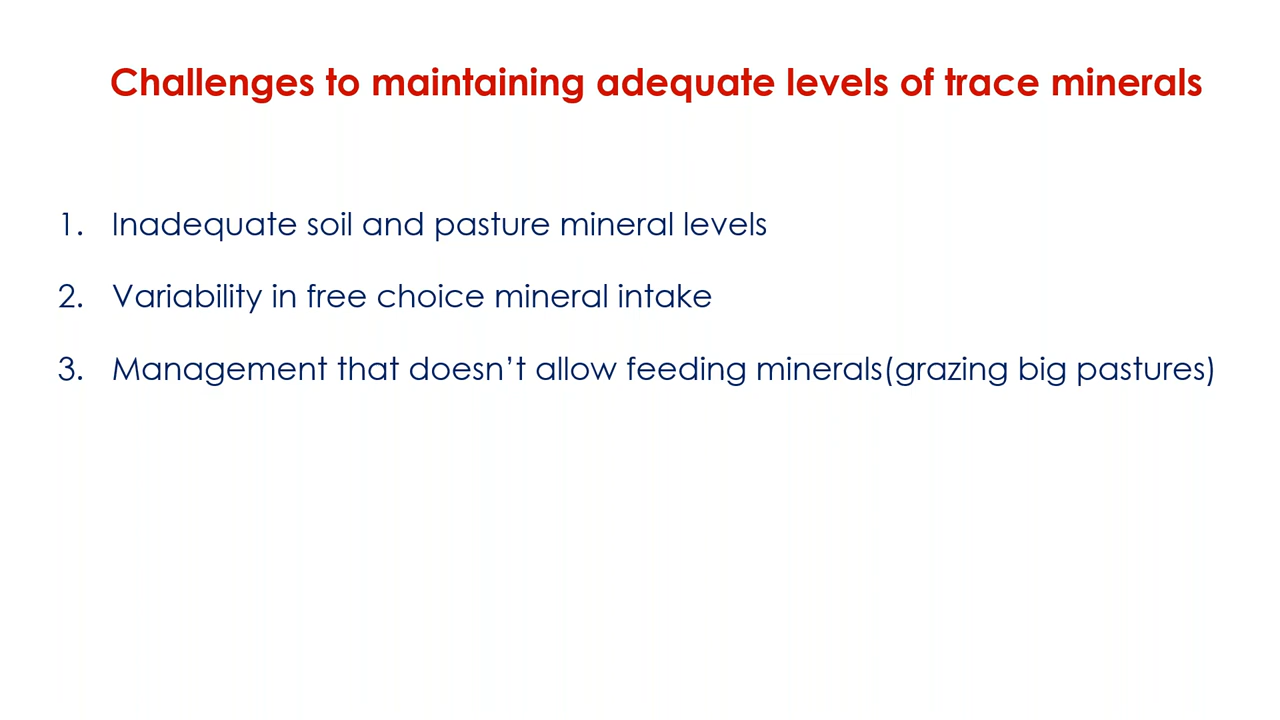 Challenges to maintaining adequate levels of trace minerals
1. Inadequate soil and pasture mineral levels
2. Variability in free choice mineral intake
3. Management that doesn’t allow feeding minerals(grazing big pastures)